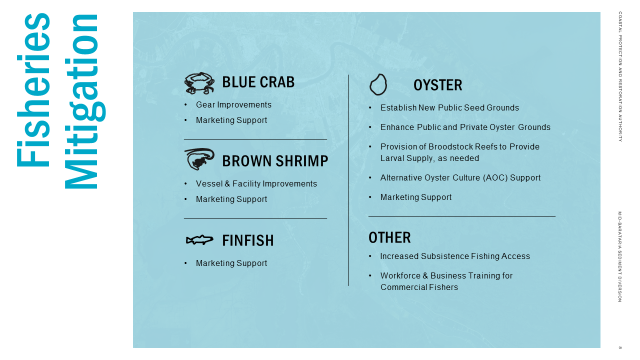 Fisheries
Mitigation
BLUE CRAB
• Gear Improvements
• Marketing Support
BROWN SHRIMP
• Vessel & Facility Improvements
• Marketing Support
FINFISH
• Marketing Support
OYSTER
• Establish New Public Seed Grounds
• Enhance Public and Private Oyster Grounds
• Provision of Broodstock Reefs to Provide
Larval Supply, as needed
• Alternative Oyster Culture (AOC) Support
• Marketing Support
OTHER
• Increased Subsistence Fishing Access
• Workforce & Business Training for
Commercial Fishers
COASTAL PROTECTION AND RESTORATION AUTHORITY
MID-BARATARIA SEDIMENT DIVERSION